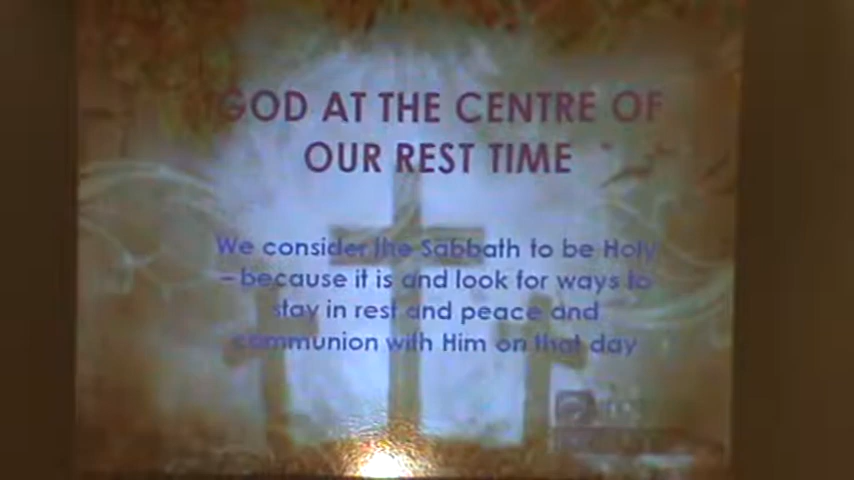 GOD AT THE CENTRE OF
OUR REST TIME
We consider the Sabbath to be Holy
– because it is and look for ways to
stay in rest and peace and
communion with Him on that day